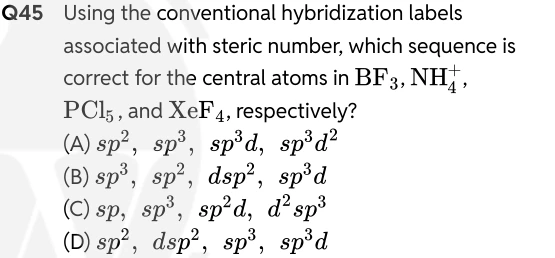 Q45 Using the conventional hybridization labels
associated with steric number, which sequence is
correct for the central atoms in BF₃, NH₄⁺,
PCl₅, and XeF₄, respectively?
(A) sp², sp³, sp³d, sp³d²
(B) sp³, sp², dsp², sp³d
(C) sp, sp³, sp²d, d²sp³
(D) sp², dsp², sp³, sp³d